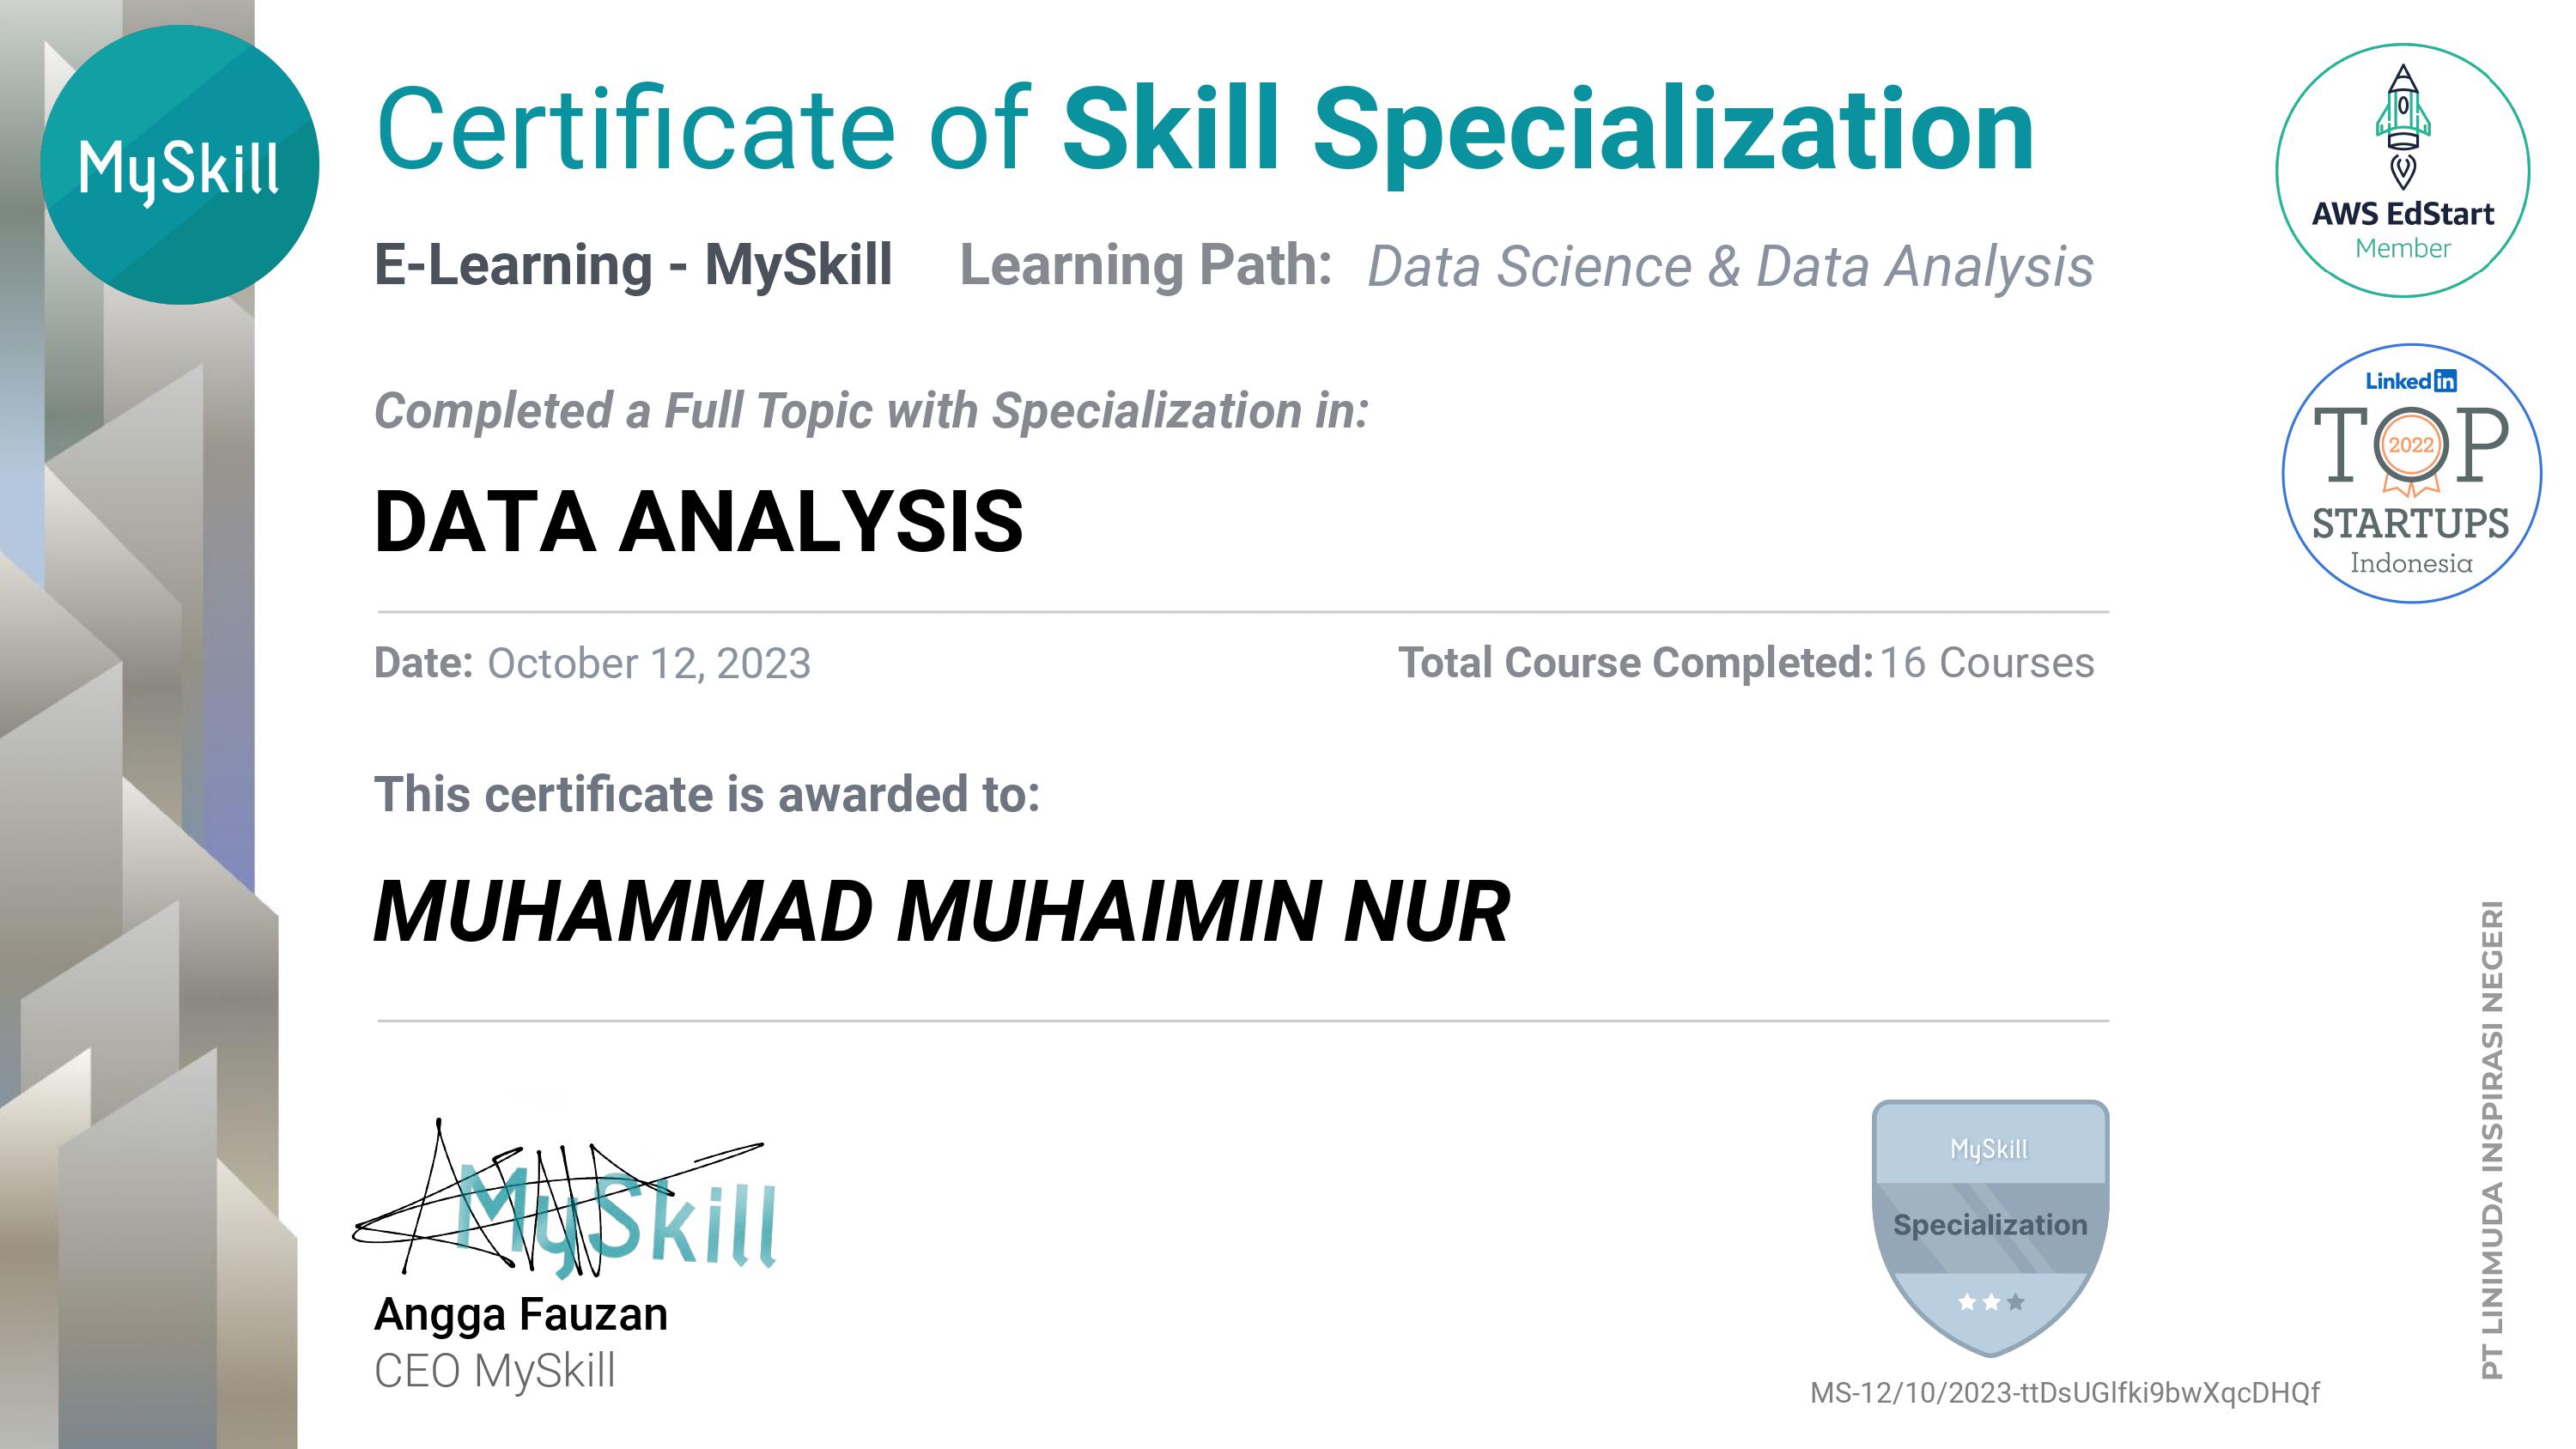 MySkill
Certificate of Skill Specialization
E-Learning - MySkill Learning Path: Data Science & Data Analysis
Completed a Full Topic with Specialization in:
DATA ANALYSIS
Date: October 12, 2023 Total Course Completed: 16 Courses
This certificate is awarded to:
MUHAMMAD MUHAIMIN NUR
MySkill
Angga Fauzan
CEO MySkill
MySkill
Specialization
MS-12/10/2023-ttDsUGlfki9bwXqcDHQf
AWS EdStart
Member
Linked in
TOP
2022
STARTUPS
Indonesia
PT LINIMUDA INSPIRASI NEGERI